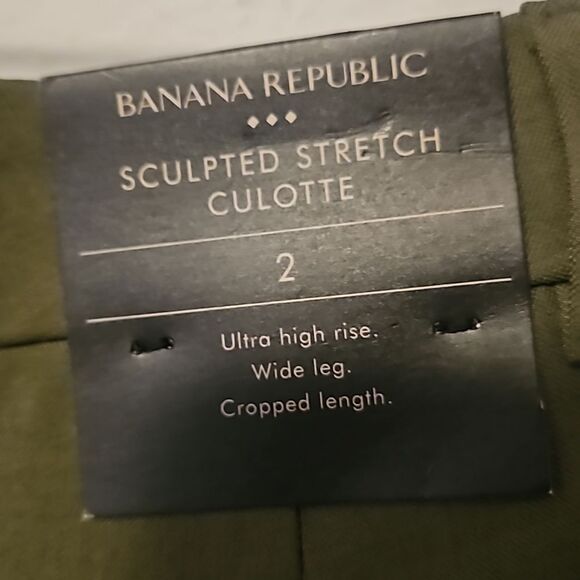 BANANA REPUBLIC
SCULPTED STRETCH
CULOTTE
2
Ultra high rise.
Wide leg.
Cropped length.